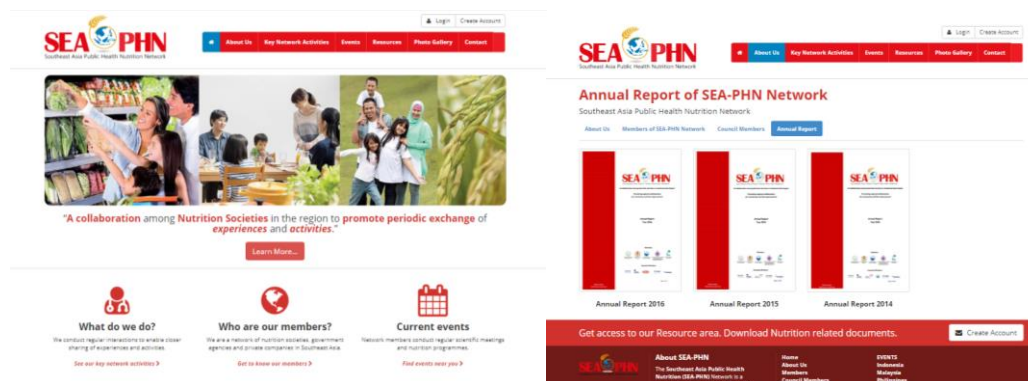 Login Create Account
SEA PHN
Southeast Asia Public Health Nutrition Network
About Us Key Network Activities Events Resources Photo Gallery Contact
"A collaboration among Nutrition Societies in the region to promote periodic exchange of
experiences and activities."
Learn More...
What do we do?
We conduct regular interactions to enable closer
sharing of experiences and activities.
See our key network activities
Who are our members?
We are a network of nutrition societies, government
agencies and private companies in Southeast Asia.
Get to know our members
Current events
Network members conduct regular scientific meetings
and nutrition programmes.
Find events near you
Login Create Account
SEA PHN
Southeast Asia Public Health Nutrition Network
About Us Key Network Activities Events Resources Photo Gallery Contact
Annual Report of SEA-PHN Network
Southeast Asia Public Health Nutrition Network
About Us Members of SEA-PHN Network Council Members Annual Report
SEA PHN
SEA PHN
SEA PHN
Annual Report 2016
Annual Report 2015
Annual Report 2014
Get access to our Resource area. Download Nutrition related documents.
Create Account
SEA PHN
About SEA-PHN
The Southeast Asia Public Health
Nutrition (SEA-PHN) Network is a
Home
About Us
Members
Council Members
EVENTS
Indonesia
Malaysia
Philippines